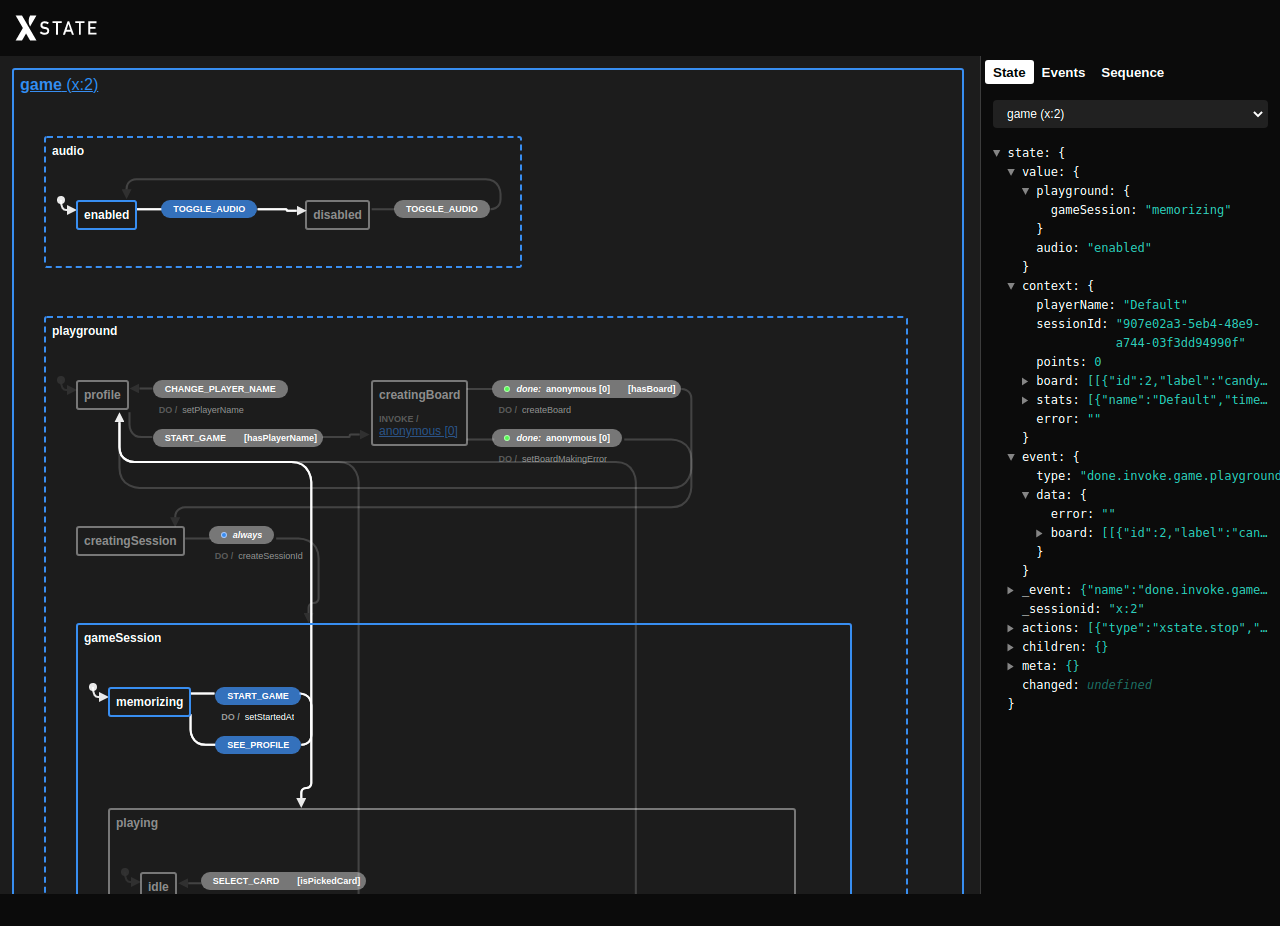 XSTATE
game (x:2)
audio
enabled
TOGGLE_AUDIO
disabled
TOGGLE_AUDIO
playground
profile
CHANGE_PLAYER_NAME
DO / setPlayerName
START_GAME [hasPlayerName]
creatingBoard
INVOKE /
anonymous [0]
done: anonymous [0] [hasBoard]
DO / createBoard
done: anonymous [0]
DO / setBoardMakingError
creatingSession
always
DO / createSessionId
gameSession
memorizing
START_GAME
DO / setStartedAt
SEE_PROFILE
playing
idle
SELECT_CARD [isPickedCard]
State Events Sequence
game (x:2)
state: {
value: {
playground: {
gameSession: "memorizing"
}
audio: "enabled"
}
context: {
playerName: "Default"
sessionId: "907e02a3-5eb4-48e9-
a744-03f3dd94990f"
points: 0
board: [[{"id":2,"label":"candy…
stats: [{"name":"Default","time…
error: ""
}
event: {
type: "done.invoke.game.playground
data: {
error: ""
board: [[{"id":2,"label":"can…
}
}
_event: {"name":"done.invoke.game…
_sessionid: "x:2"
actions: [{"type":"xstate.stop","…
children: {}
meta: {}
changed: undefined
}